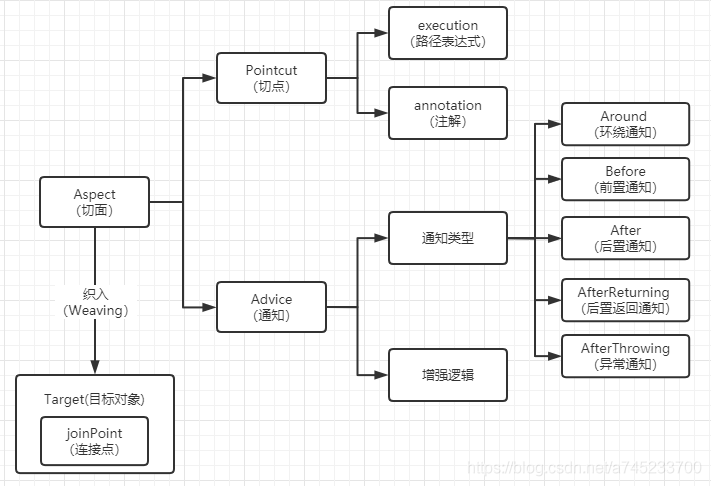 execution
（路径表达式）
Pointcut
（切点）
annotation
（注解）
Around
（环绕通知）
Before
（前置通知）
Aspect
（切面）
通知类型
After
（后置通知）
织入
（Weaving）
Advice
（通知）
AfterReturning
（后置返回通知）
AfterThrowing
（异常通知）
增强逻辑
Target(目标对象)
joinPoint
（连接点）
https://blog.csdn.net/a745233700